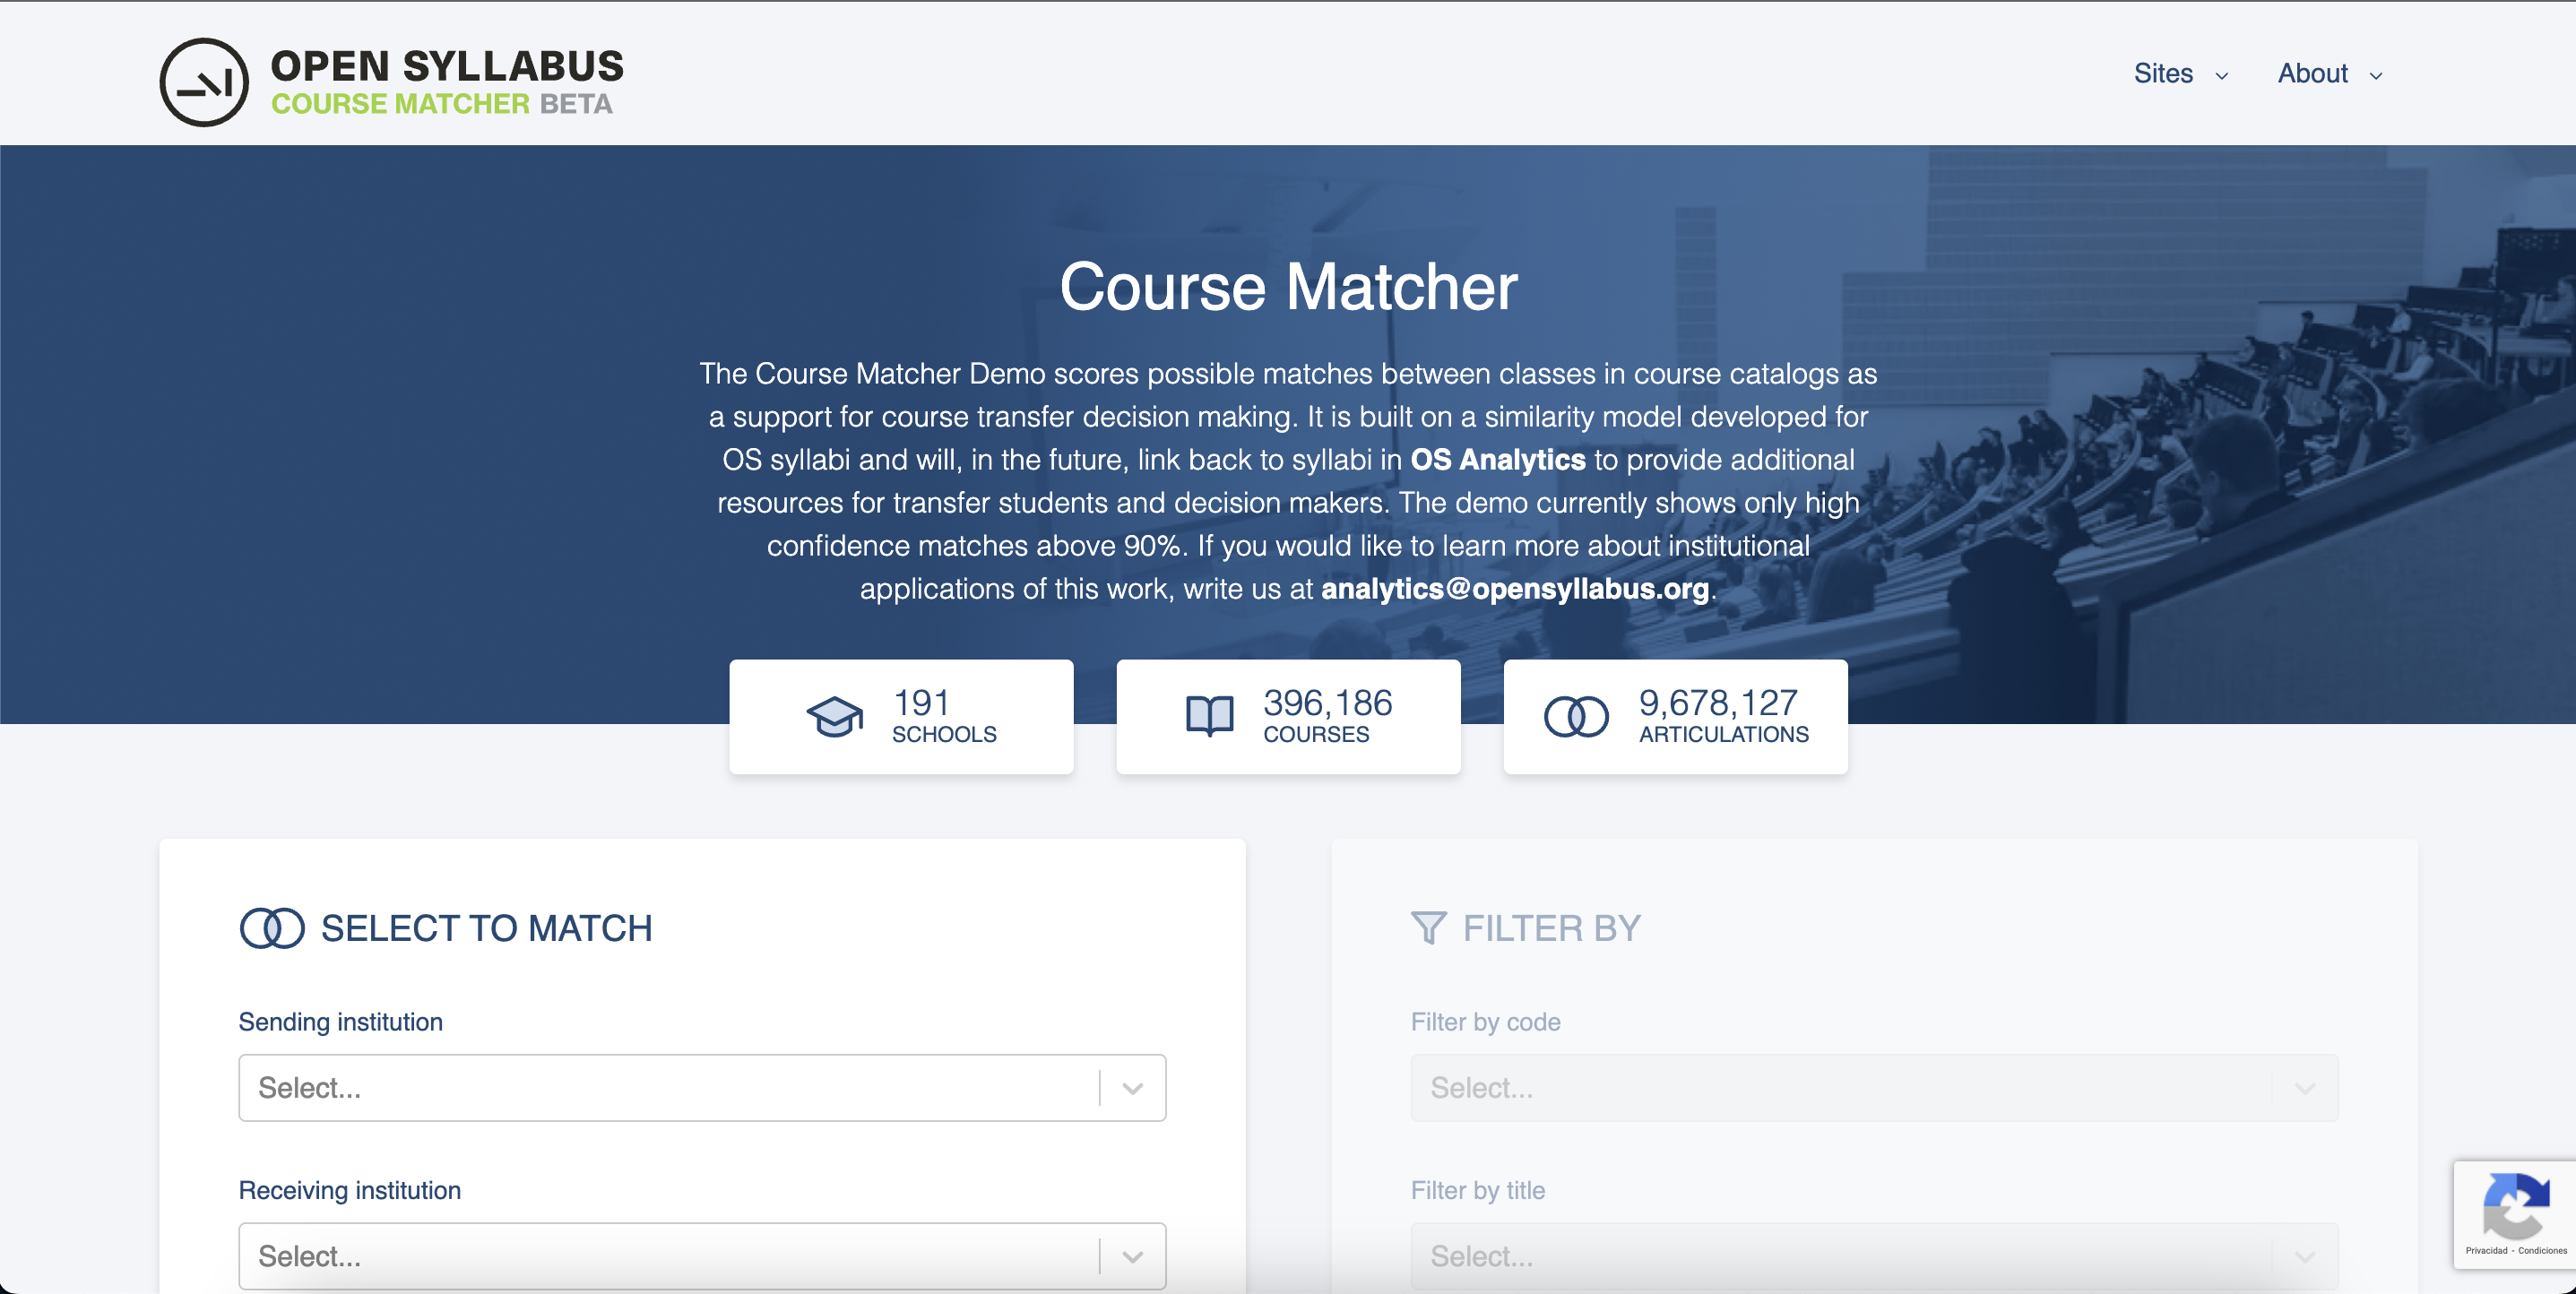 OPEN SYLLABUS
COURSE MATCHER BETA
Sites
About
Course Matcher
The Course Matcher Demo scores possible matches between classes in course catalogs as
a support for course transfer decision making. It is built on a similarity model developed for
OS syllabi and will, in the future, link back to syllabi in OS Analytics to provide additional
resources for transfer students and decision makers. The demo currently shows only high
confidence matches above 90%. If you would like to learn more about institutional
applications of this work, write us at analytics@opensyllabus.org.
191
SCHOOLS
396,186
COURSES
9,678,127
ARTICULATIONS
SELECT TO MATCH
Sending institution
Select...
Receiving institution
Select...
FILTER BY
Filter by code
Select...
Filter by title
Select...
Privacidad - Condiciones